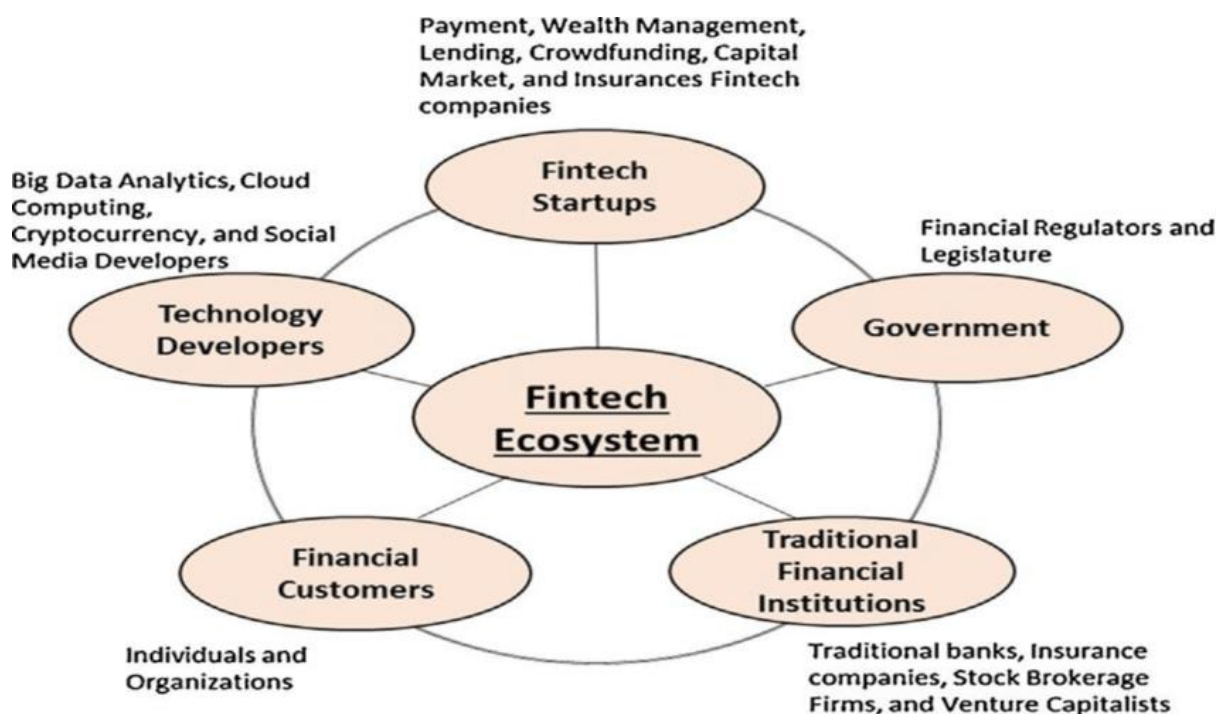 Payment, Wealth Management,
Lending, Crowdfunding, Capital
Market, and Insurances Fintech
companies
Fintech
Startups
Big Data Analytics, Cloud
Computing,
Cryptocurrency, and Social
Media Developers
Technology
Developers
Financial Regulators and
Legislature
Government
Fintech
Ecosystem
Financial
Customers
Individuals and
Organizations
Traditional
Financial
Institutions
Traditional banks, Insurance
companies, Stock Brokerage
Firms, and Venture Capitalists